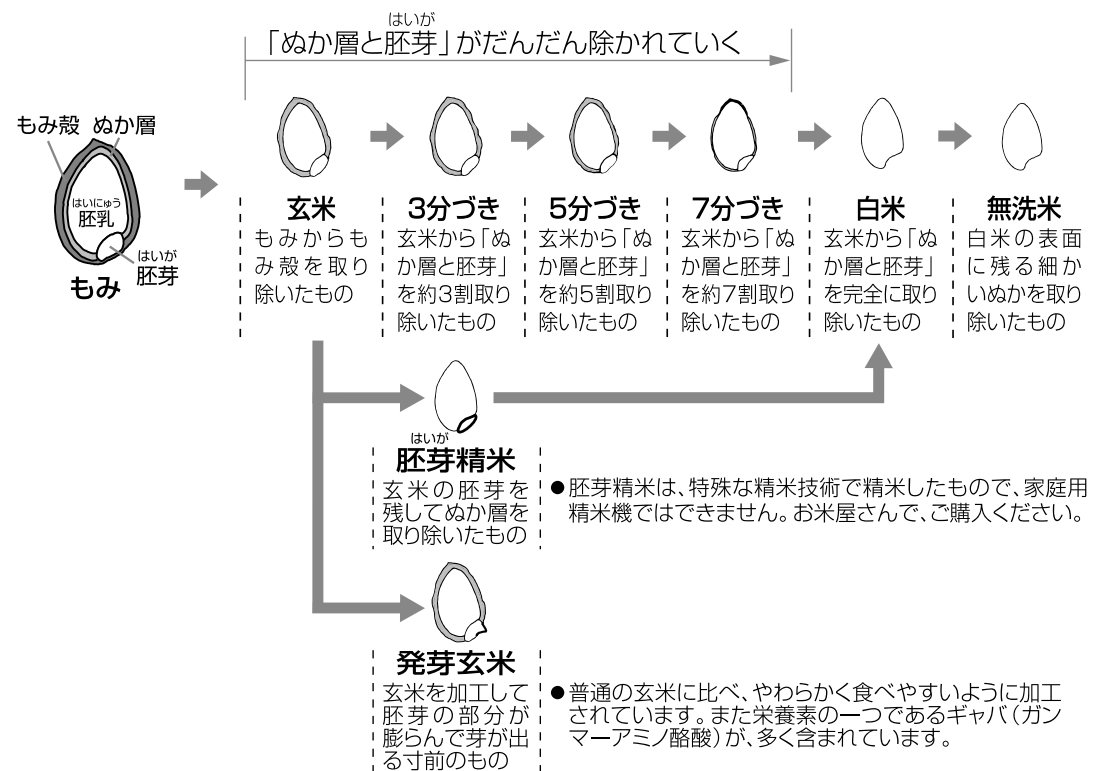 はいが
「ぬか層と胚芽」がだんだん除かれていく
もみ殻 ぬか層
はいにゅう
胚乳
はいが
胚芽
もみ
玄米
もみからも
み殻を取り
除いたもの
3分づき
玄米から「ぬ
か層と胚芽」
を約3割取り
除いたもの
5分づき
玄米から「ぬ
か層と胚芽」
を約5割取り
除いたもの
7分づき
玄米から「ぬ
か層と胚芽」
を約7割取り
除いたもの
白米
玄米から「ぬ
か層と胚芽」
を完全に取り
除いたもの
無洗米
白米の表面
に残る細か
いぬかを取り
除いたもの
はいが
胚芽精米
玄米の胚芽を
残してぬか層を
取り除いたもの
●胚芽精米は、特殊な精米技術で精米したもので、家庭用
精米機ではできません。お米屋さんで、ご購入ください。
発芽玄米
玄米を加工して
胚芽の部分が
膨らんで芽が出
る寸前のもの
●普通の玄米に比べ、やわらかく食べやすいように加工
されています。また栄養素の一つであるギャバ(ガン
マーアミノ酪酸)が、多く含まれています。